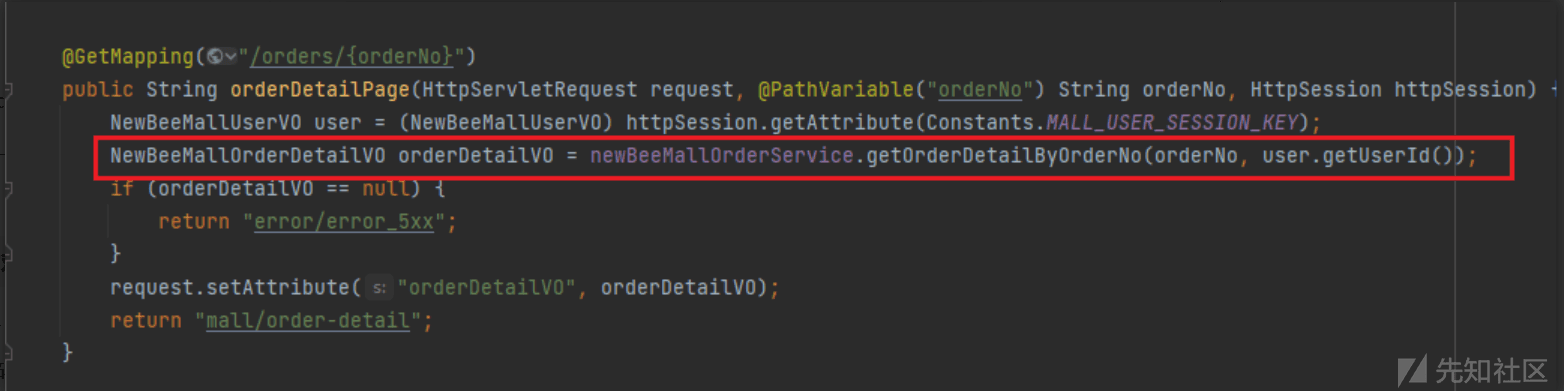 @GetMapping("/orders/{orderNo}")
public String orderDetailPage(HttpServletRequest request, @PathVariable("orderNo") String orderNo, HttpSession httpSession) {
NewBeeMallUserVO user = (NewBeeMallUserVO) httpSession.getAttribute(Constants.MALL_USER_SESSION_KEY);
NewBeeMallOrderDetailVO orderDetailVO = newBeeMallOrderService.getOrderDetailByOrderNo(orderNo, user.getUserId());
if (orderDetailVO == null) {
return "error/error_5xx";
}
request.setAttribute( s: "orderDetailVO", orderDetailVO);
return "mall/order-detail";
}
先知社区